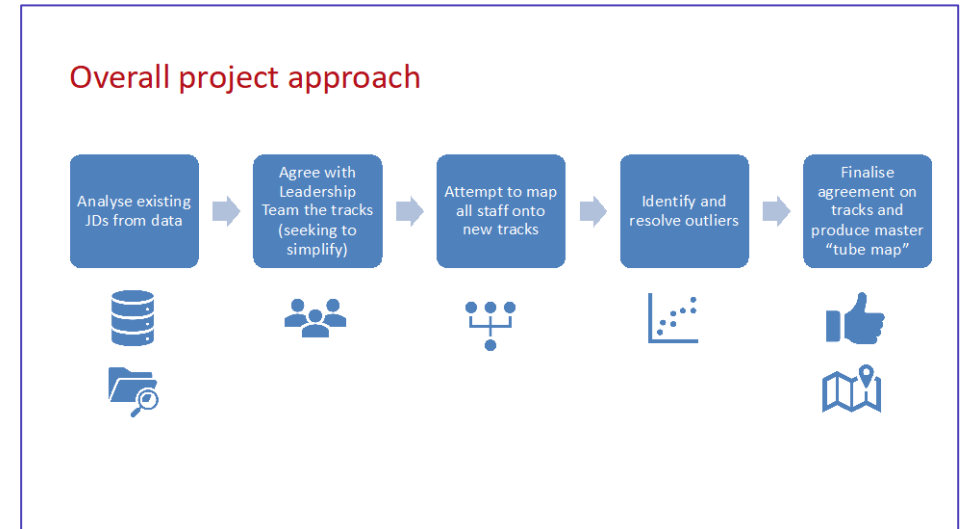 Overall project approach
Analyse existing
JDs from data
Agree with
Leadership
Team the tracks
(seeking to
simplify)
Attempt to map
all staff onto
new tracks
Identify and
resolve outliers
Finalise
agreement on
tracks and
produce master
“tube map”